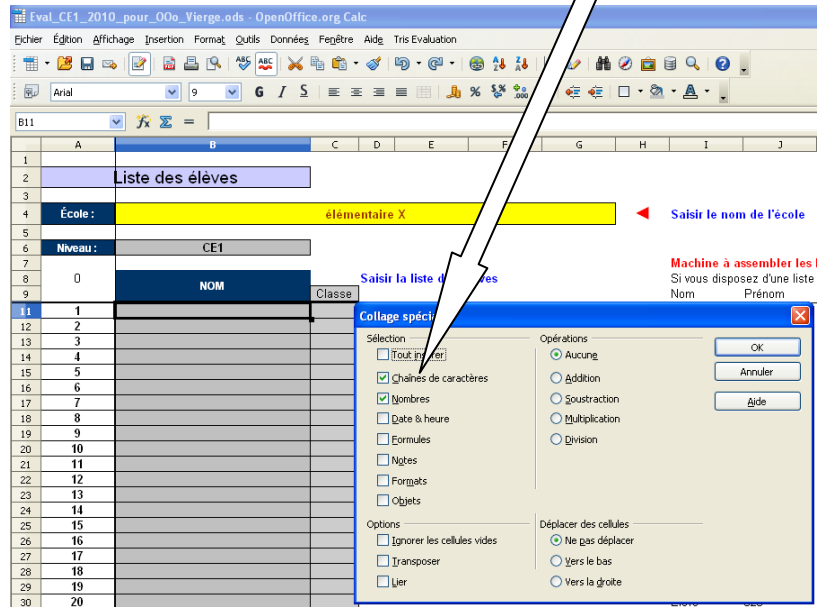 Eval_CE1_2010_pour_OOo_Vierge.ods - OpenOffice.org Calc
Fichier Édition Affichage Insertion Format Outils Données Fenêtre Aide Tris Evaluation
Arial 9 G I S
B11
A B C D E F G H I J
1
2 Liste des élèves
3
4 École : élémentaire X Saisir le nom de l'école
5
6 Niveau : CE1
7 Machine à assembler les
8 0 NOM Saisir la liste des élèves Si vous disposez d'une liste
9 Classe Nom Prénom
11 1
12 2
13 3
14 4
15 5
16 6
17 7
18 8
19 9
20 10
21 11
22 12
23 13
24 14
25 15
26 16
27 17
28 18
29 19
30 20
Collage spécial
Sélection
Tout insérer
Chaînes de caractères
Nombres
Date & heure
Formules
Notes
Formats
Objets
Opérations
Aucune
Addition
Soustraction
Multiplication
Division
OK
Annuler
Aide
Options
Ignorer les cellules vides
Transposer
Lier
Déplacer des cellules
Ne pas déplacer
Vers le bas
Vers la droite